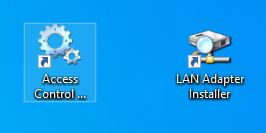 Access
Control ...
LAN Adapter
Installer